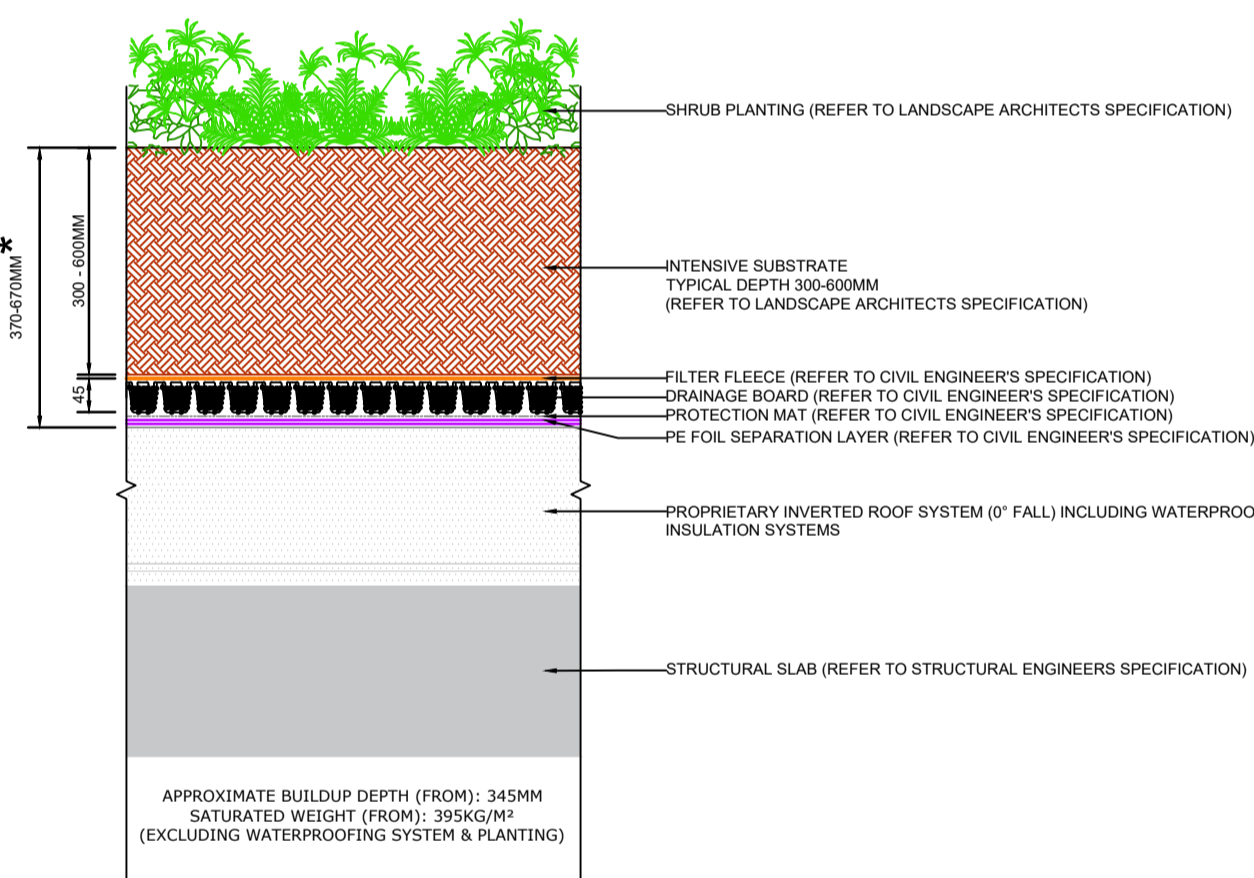 SHRUB PLANTING (REFER TO LANDSCAPE ARCHITECTS SPECIFICATION)
370-670MM*
300 - 600MM
INTENSIVE SUBSTRATE
TYPICAL DEPTH 300-600MM
(REFER TO LANDSCAPE ARCHITECTS SPECIFICATION)
45
FILTER FLEECE (REFER TO CIVIL ENGINEER'S SPECIFICATION)
DRAINAGE BOARD (REFER TO CIVIL ENGINEER'S SPECIFICATION)
PROTECTION MAT (REFER TO CIVIL ENGINEER'S SPECIFICATION)
PE FOIL SEPARATION LAYER (REFER TO CIVIL ENGINEER'S SPECIFICATION)
PROPRIETARY INVERTED ROOF SYSTEM (0° FALL) INCLUDING WATERPROO
INSULATION SYSTEMS
STRUCTURAL SLAB (REFER TO STRUCTURAL ENGINEERS SPECIFICATION)
APPROXIMATE BUILDUP DEPTH (FROM): 345MM
SATURATED WEIGHT (FROM): 395KG/M²
(EXCLUDING WATERPROOFING SYSTEM & PLANTING)